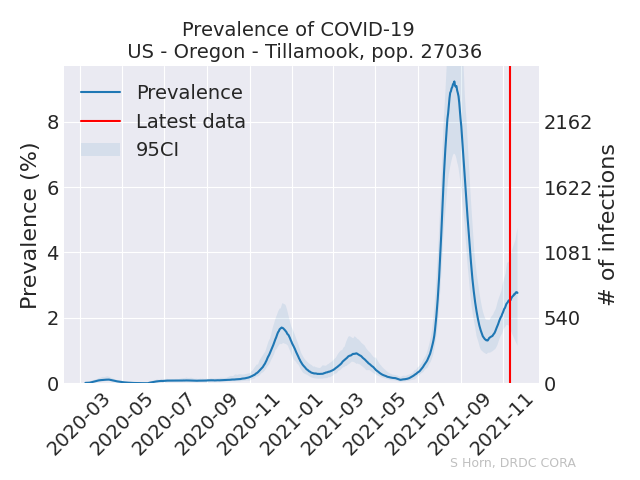 Prevalence of COVID-19
US - Oregon - Tillamook, pop. 27036
Prevalence
Latest data
95CI
Prevalence (%)
8
6
4
2
0
2162
1622
1081
540
0
# of infections
2020-03
2020-05
2020-07
2020-09
2020-11
2021-01
2021-03
2021-05
2021-07
2021-09
2021-11
S Horn, DRDC CORA